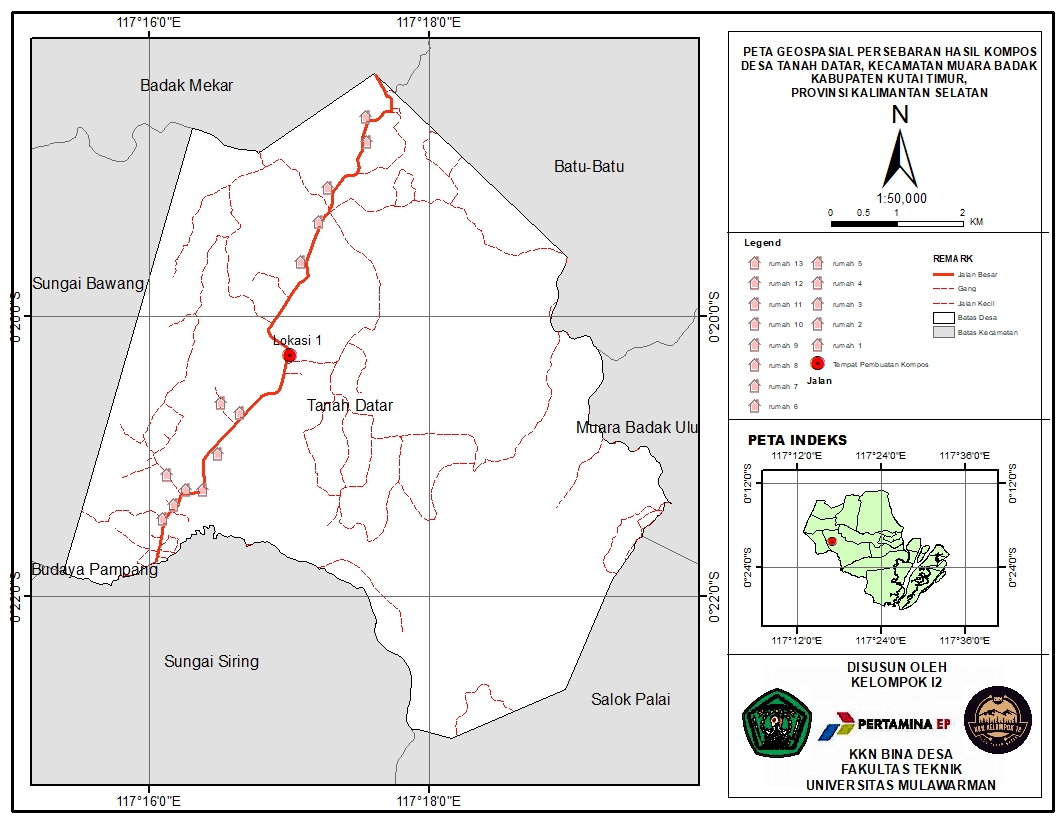 117°16'0"E
117°18'0"E
Badak Mekar
Batu-Batu
Sungai Bawang
0°20'0"S
0°20'0"S
Lokasi 1
Tanah Datar
Muara Badak Ulu
Budaya Pampang
0°22'0"S
0°22'0"S
Sungai Siring
Salok Palai
117°16'0"E
117°18'0"E
PETA GEOSPASIAL PERSEBARAN HASIL KOMPOS
DESA TANAH DATAR, KECAMATAN MUARA BADAK
KABUPATEN KUTAI TIMUR,
PROVINSI KALIMANTAN SELATAN
N
1:50,000
0 0.5 1 2
KM
Legend
rumah 13
rumah 12
rumah 11
rumah 10
rumah 9
rumah 8
rumah 7
rumah 6
rumah 5
rumah 4
rumah 3
rumah 2
rumah 1
Tempat Pembuatan Kompos
Jalan
REMARK
Jalan Besar
Gang
Jalan Kecil
Batas Desa
Batas Kecamatan
PETA INDEKS
117°12'0"E 117°24'0"E 117°36'0"E
0°12'0"S
0°12'0"S
0°24'0"S
0°24'0"S
117°12'0"E 117°24'0"E 117°36'0"E
DISUSUN OLEH
KELOMPOK I2
PERTAMINA EP
KKN KELOMPOK 12
KKN BINA DESA
FAKULTAS TEKNIK
UNIVERSITAS MULAWARMAN